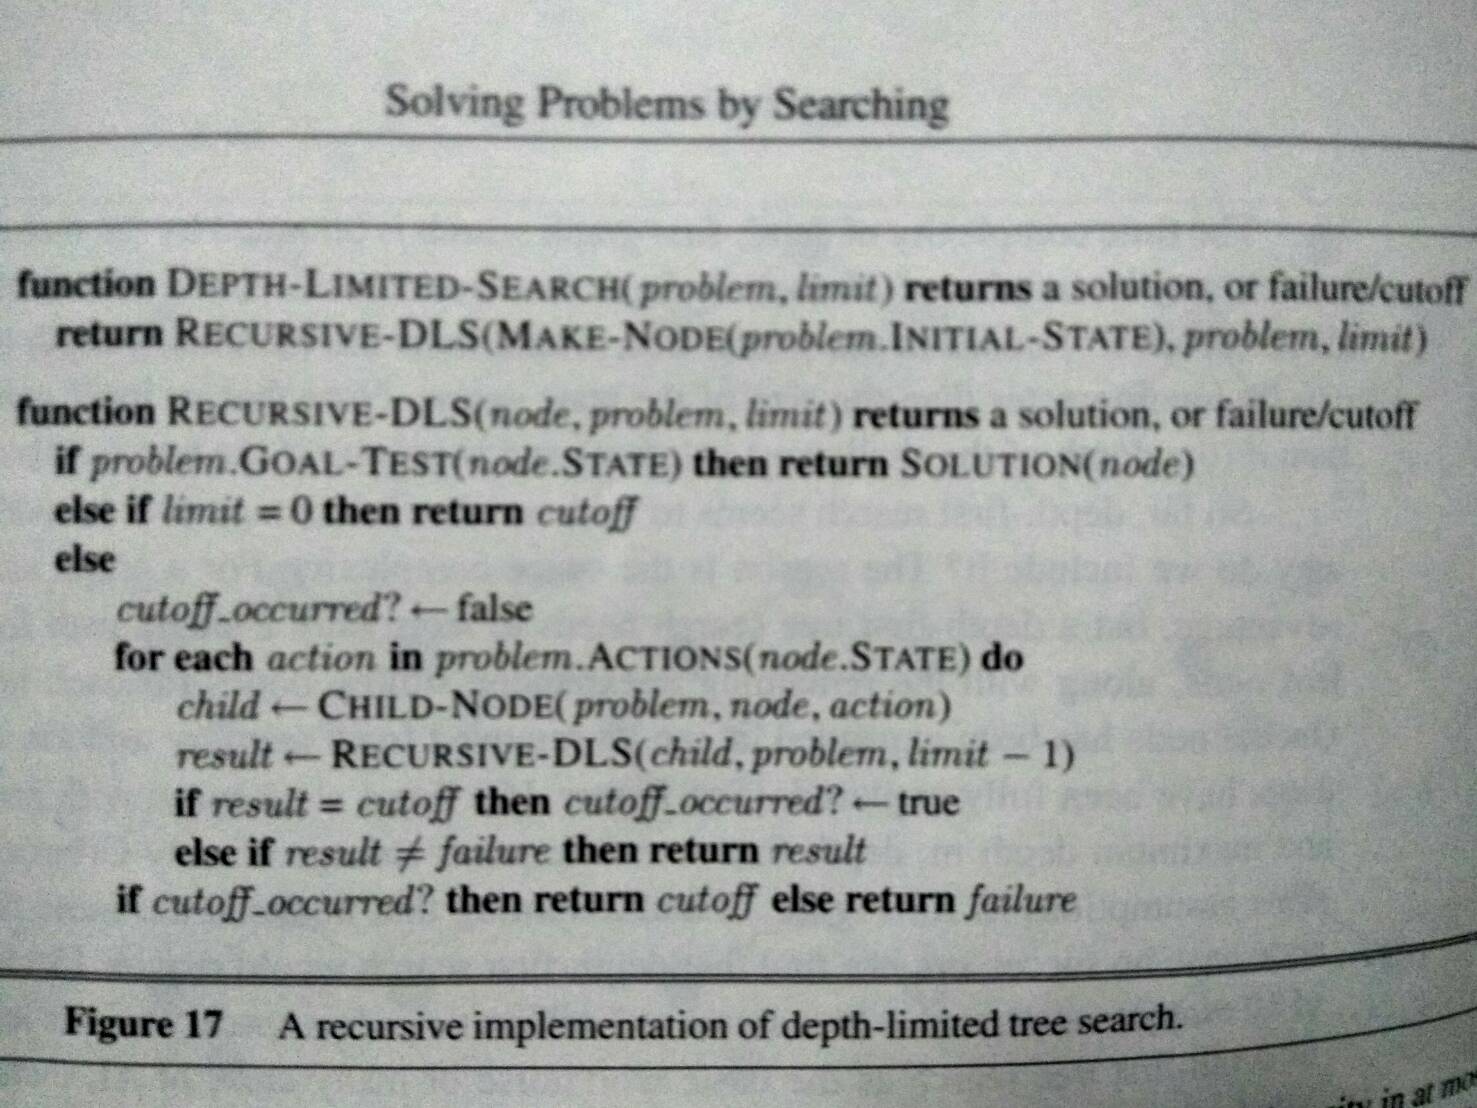 Solving Problems by Searching
function DEPTH-LIMITED-SEARCH(problem, limit) returns a solution, or failure/cutoff
return RECURSIVE-DLS(MAKE-NODE(problem.INITIAL-STATE), problem, limit)
function RECURSIVE-DLS(node, problem, limit) returns a solution, or failure/cutoff
if problem.GOAL-TEST(node.STATE) then return SOLUTION(node)
else if limit = 0 then return cutoff
else
cutoff_occurred? ← false
for each action in problem.ACTIONS(node.STATE) do
child ← CHILD-NODE(problem, node, action)
result ← RECURSIVE-DLS(child, problem, limit − 1)
if result = cutoff then cutoff_occurred? ← true
else if result ≠ failure then return result
if cutoff_occurred? then return cutoff else return failure
Figure 17 A recursive implementation of depth-limited tree search.
in at